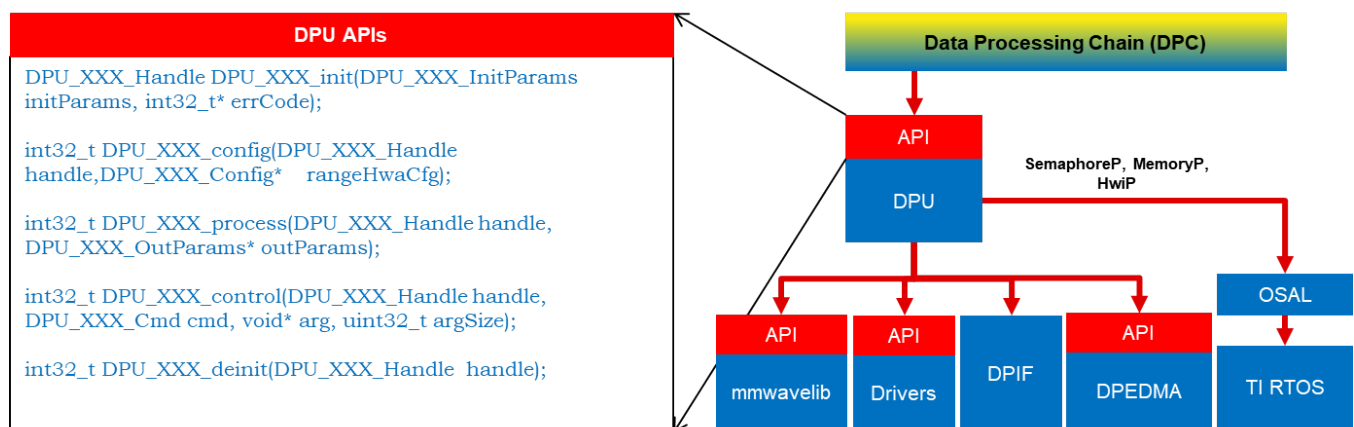 DPU APIs
DPU_XXX_Handle DPU_XXX_init(DPU_XXX_InitParams
initParams, int32_t* errCode);
int32_t DPU_XXX_config(DPU_XXX_Handle
handle,DPU_XXX_Config* rangeHwaCfg);
int32_t DPU_XXX_process(DPU_XXX_Handle handle,
DPU_XXX_OutParams* outParams);
int32_t DPU_XXX_control(DPU_XXX_Handle handle,
DPU_XXX_Cmd cmd, void* arg, uint32_t argSize);
int32_t DPU_XXX_deinit(DPU_XXX_Handle handle);
Data Processing Chain (DPC)
API
DPU
SemaphoreP, MemoryP,
HwiP
OSAL
TI RTOS
API
mmwavelib
API
Drivers
DPIF
API
DPEDMA